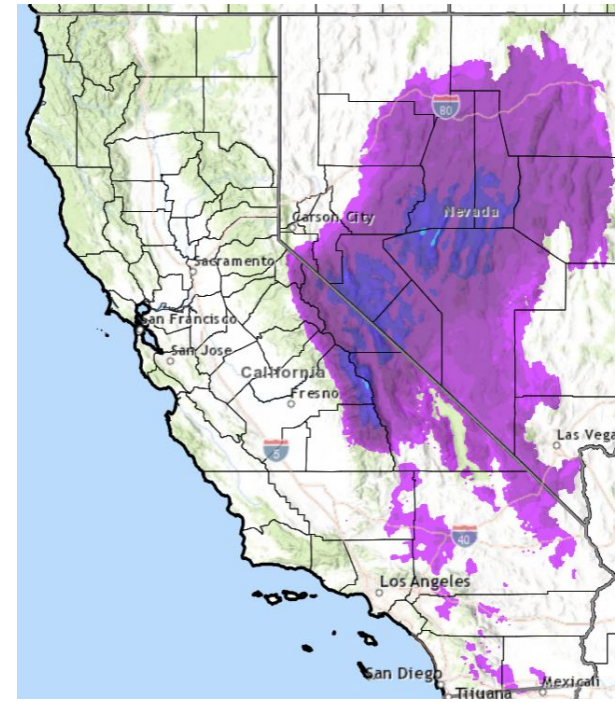 80
Carson City
Nevada
Sacramento
San Francisco
San Jose
California
Fresno
5
Las Vega
40
Los Angeles
San Diego
Mexicali
Tijuana